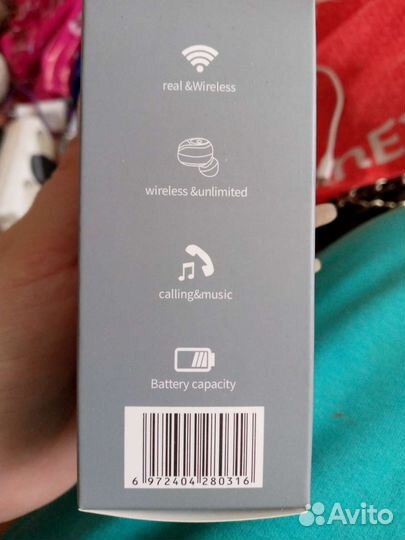 real &Wireless
wireless &unlimited
calling&music
Battery capacity
6 972404 280316
Avito